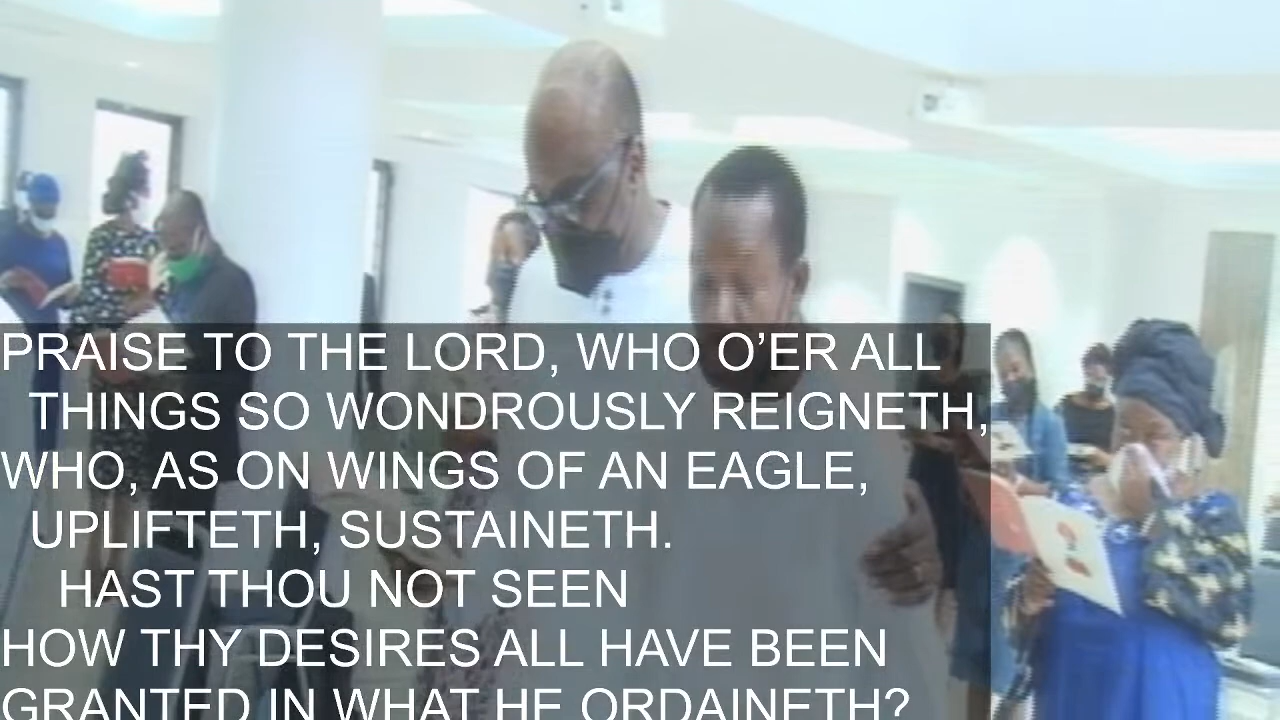 PRAISE TO THE LORD, WHO O’ER ALL
THINGS SO WONDROUSLY REIGNETH,
WHO, AS ON WINGS OF AN EAGLE,
UPLIFTETH, SUSTAINETH.
HAST THOU NOT SEEN
HOW THY DESIRES ALL HAVE BEEN
GRANTED IN WHAT HE ORDAINETH?